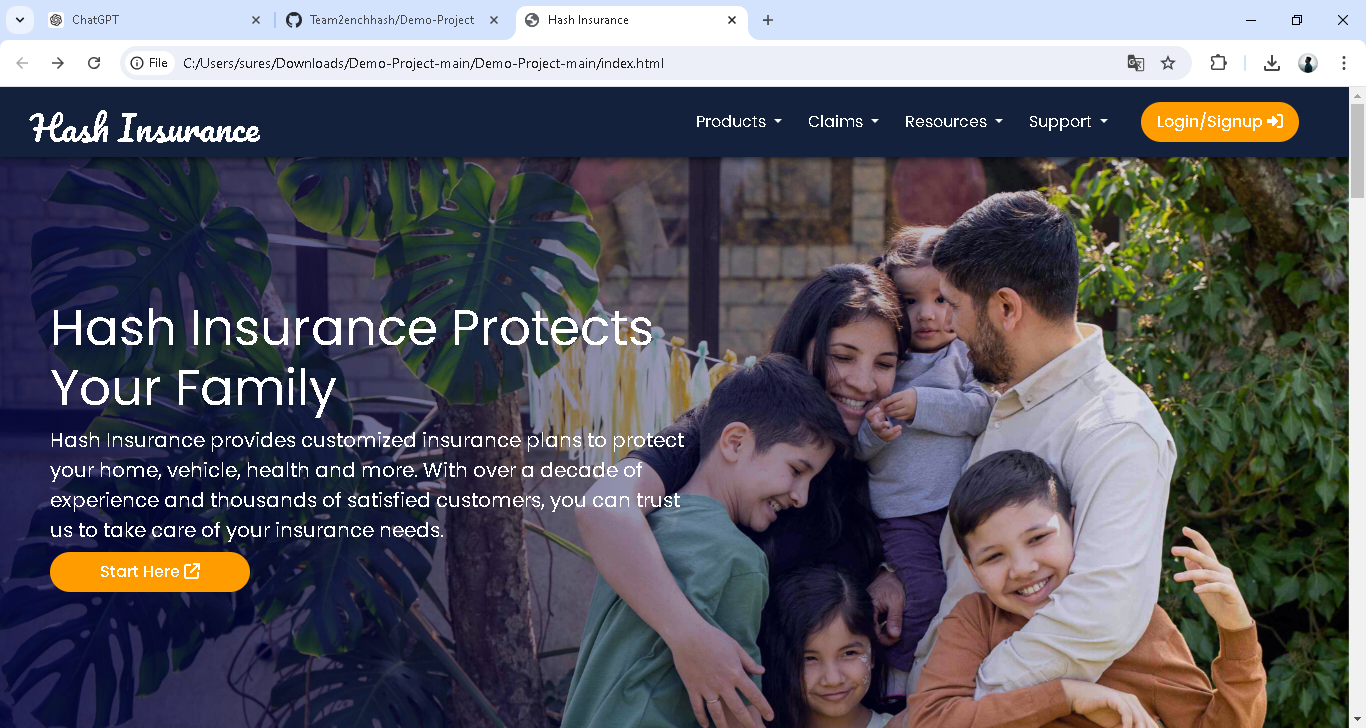 ChatGPT
Team2enchhash/Demo-Project
Hash Insurance
File
C:/Users/sures/Downloads/Demo-Project-main/Demo-Project-main/index.html
Hash Insurance
Products
Claims
Resources
Support
Login/Signup
Hash Insurance Protects
Your Family
Hash Insurance provides customized insurance plans to protect
your home, vehicle, health and more. With over a decade of
experience and thousands of satisfied customers, you can trust
us to take care of your insurance needs.
Start Here